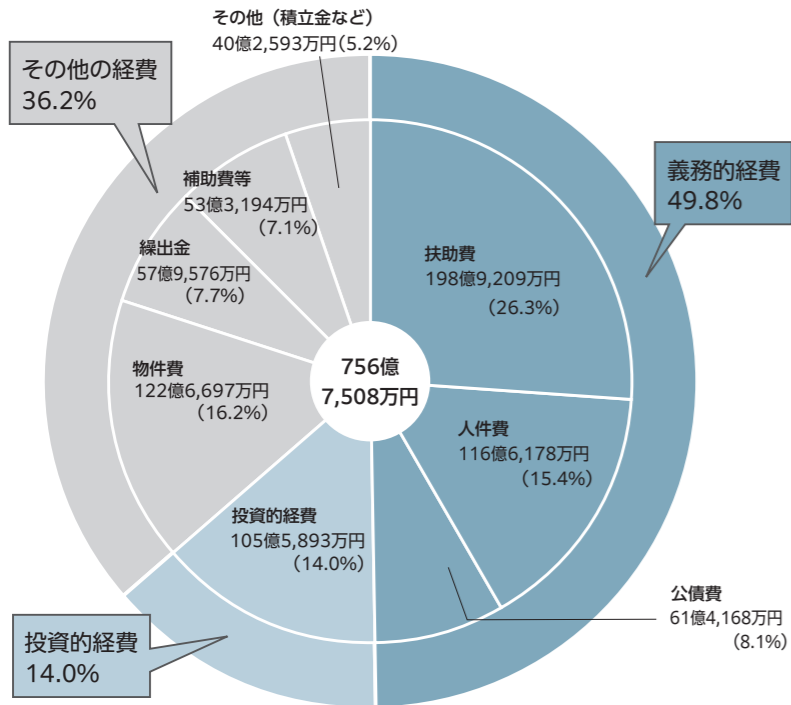 その他（積立金など）
40億2,593万円(5.2%)
その他の経費
36.2%
義務的経費
49.8%
補助費等
53億3,194万円
(7.1%)
繰出金
57億9,576万円
(7.7%)
扶助費
198億9,209万円
(26.3%)
物件費
122億6,697万円
(16.2%)
756億
7,508万円
人件費
116億6,178万円
(15.4%)
投資的経費
105億5,893万円
(14.0%)
公債費
61億4,168万円
(8.1%)
投資的経費
14.0%